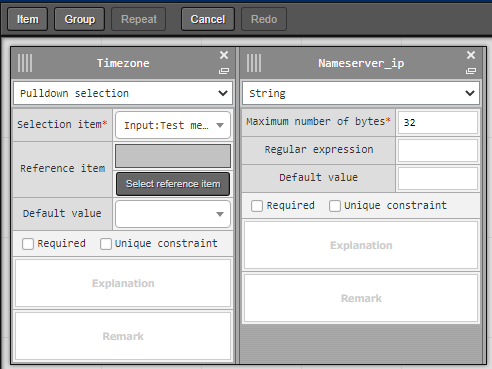 Item Group Repeat Cancel Redo
Timezone
Pulldown selection
Selection item* Input:Test me…
Reference item
Select reference item
Default value
Required Unique constraint
Explanation
Remark
Nameserver_ip
String
Maximum number of bytes* 32
Regular expression
Default value
Required Unique constraint
Explanation
Remark